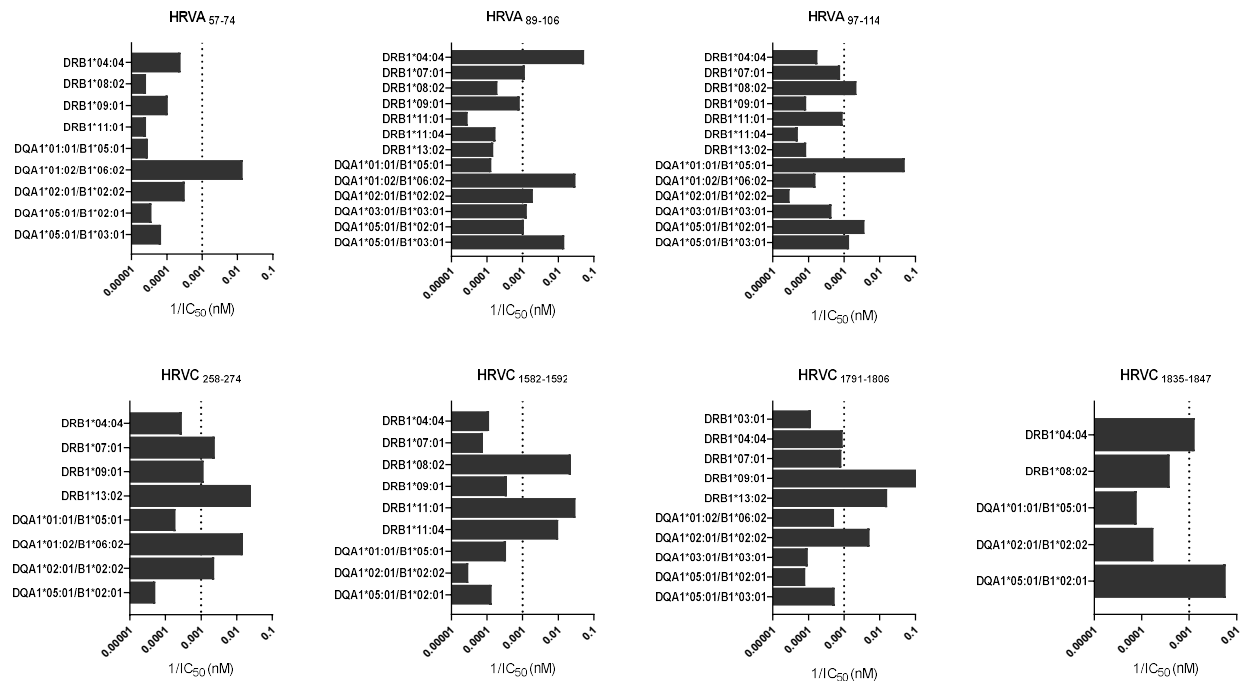 HRVA 57-74
DRB1*04:04
DRB1*08:02
DRB1*09:01
DRB1*11:01
DQA1*01:01/B1*05:01
DQA1*01:02/B1*06:02
DQA1*02:01/B1*02:02
DQA1*05:01/B1*02:01
DQA1*05:01/B1*03:01
0.00001 0.0001 0.001 0.01 0.1
1/IC50 (nM)
HRVA 89-106
DRB1*04:04
DRB1*07:01
DRB1*08:02
DRB1*09:01
DRB1*11:01
DRB1*11:04
DRB1*13:02
DQA1*01:01/B1*05:01
DQA1*01:02/B1*06:02
DQA1*02:01/B1*02:02
DQA1*03:01/B1*03:01
DQA1*05:01/B1*02:01
DQA1*05:01/B1*03:01
0.00001 0.0001 0.001 0.01 0.1
1/IC50 (nM)
HRVA 97-114
DRB1*04:04
DRB1*07:01
DRB1*08:02
DRB1*09:01
DRB1*11:01
DRB1*11:04
DRB1*13:02
DQA1*01:01/B1*05:01
DQA1*01:02/B1*06:02
DQA1*02:01/B1*02:02
DQA1*03:01/B1*03:01
DQA1*05:01/B1*02:01
DQA1*05:01/B1*03:01
0.00001 0.0001 0.001 0.01 0.1
1/IC50 (nM)
HRVC 258-274
DRB1*04:04
DRB1*07:01
DRB1*09:01
DRB1*13:02
DQA1*01:01/B1*05:01
DQA1*01:02/B1*06:02
DQA1*02:01/B1*02:02
DQA1*05:01/B1*02:01
0.00001 0.0001 0.001 0.01 0.1
1/IC50 (nM)
HRVC 1582-1592
DRB1*04:04
DRB1*07:01
DRB1*08:02
DRB1*09:01
DRB1*11:01
DRB1*11:04
DQA1*01:01/B1*05:01
DQA1*02:01/B1*02:02
DQA1*05:01/B1*02:01
0.00001 0.0001 0.001 0.01 0.1
1/IC50 (nM)
HRVC 1791-1806
DRB1*03:01
DRB1*04:04
DRB1*07:01
DRB1*09:01
DRB1*13:02
DQA1*01:02/B1*06:02
DQA1*02:01/B1*02:02
DQA1*03:01/B1*03:01
DQA1*05:01/B1*02:01
DQA1*05:01/B1*03:01
0.00001 0.0001 0.001 0.01 0.1
1/IC50 (nM)
HRVC 1835-1847
DRB1*04:04
DRB1*08:02
DQA1*01:01/B1*05:01
DQA1*02:01/B1*02:02
DQA1*05:01/B1*02:01
0.00001 0.0001 0.001 0.01
1/IC50 (nM)